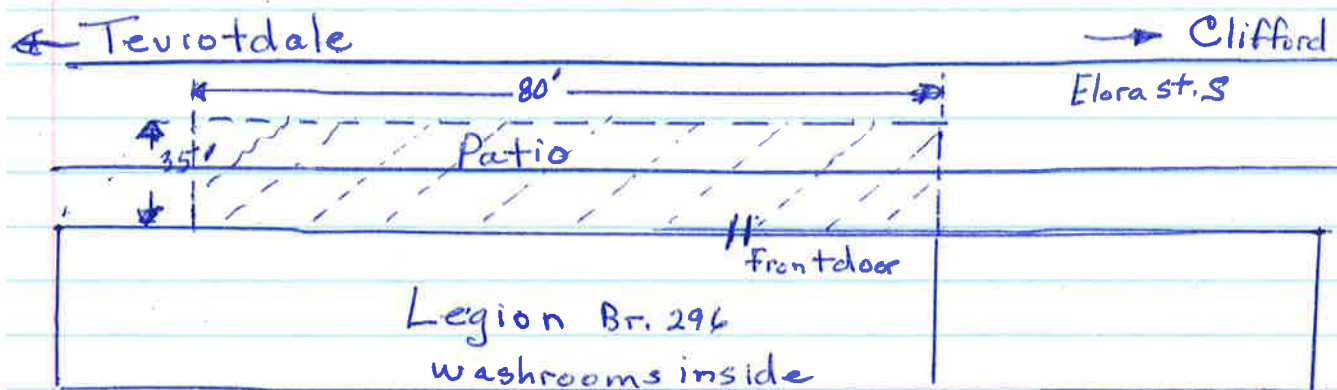 ← Teviotdale → Clifford
80' Elora st. S
35' Patio
front door
Legion Br. 296
washrooms inside